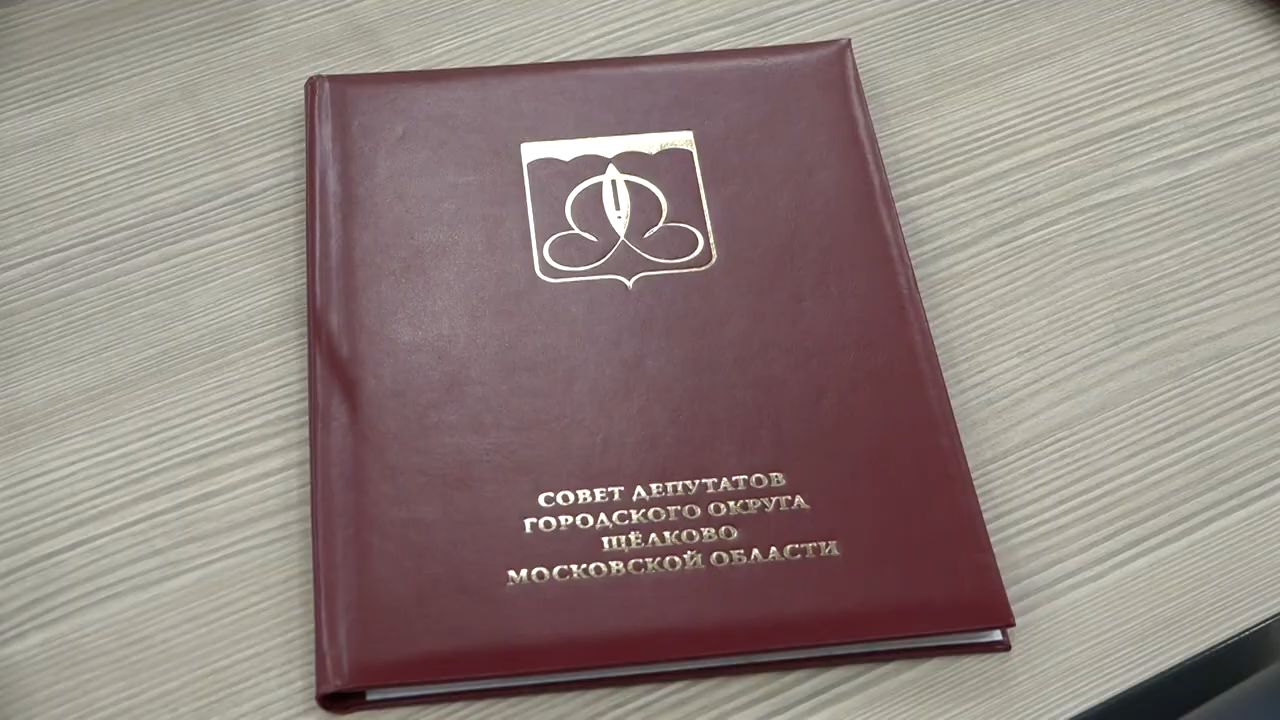 СОВЕТ ДЕПУТАТОВ
ГОРОДСКОГО ОКРУГА
ЩЁЛКОВО
МОСКОВСКОЙ ОБЛАСТИ